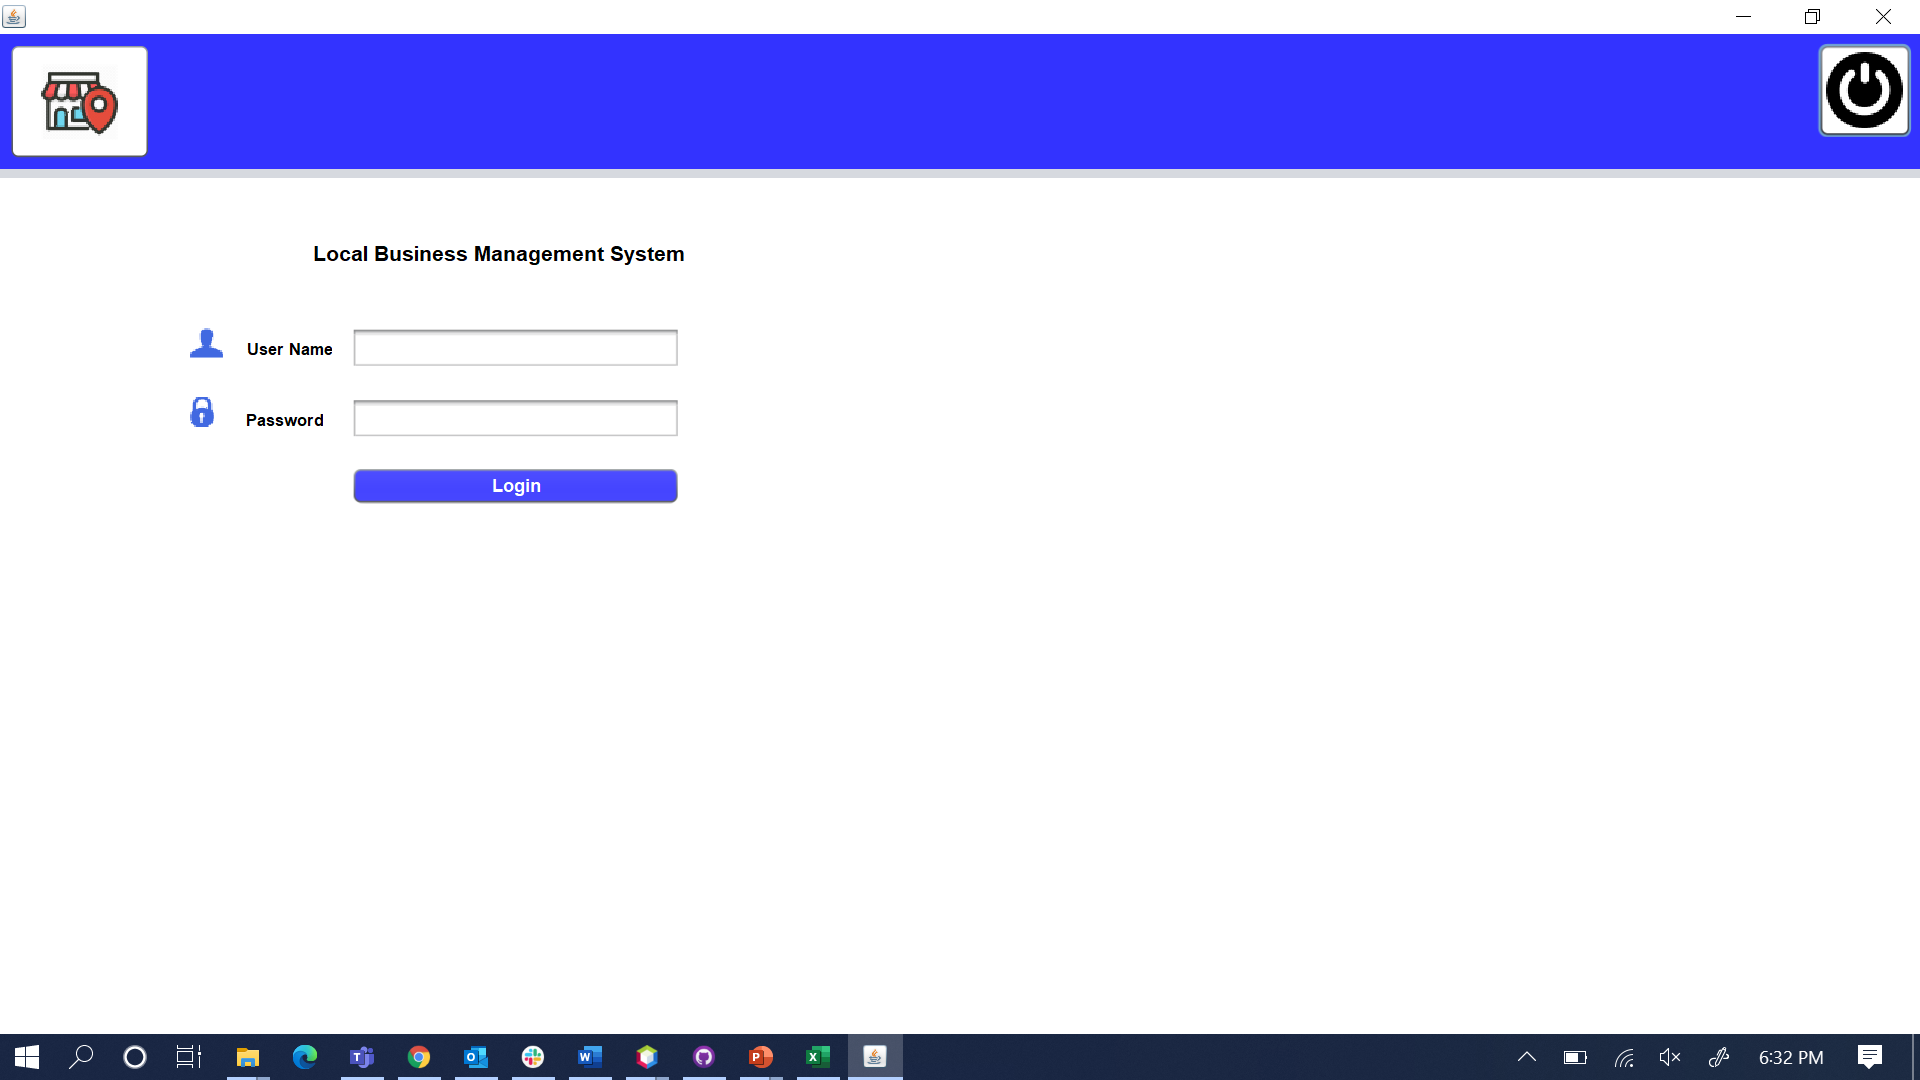 Local Business Management System
User Name
Password
Login
6:32 PM